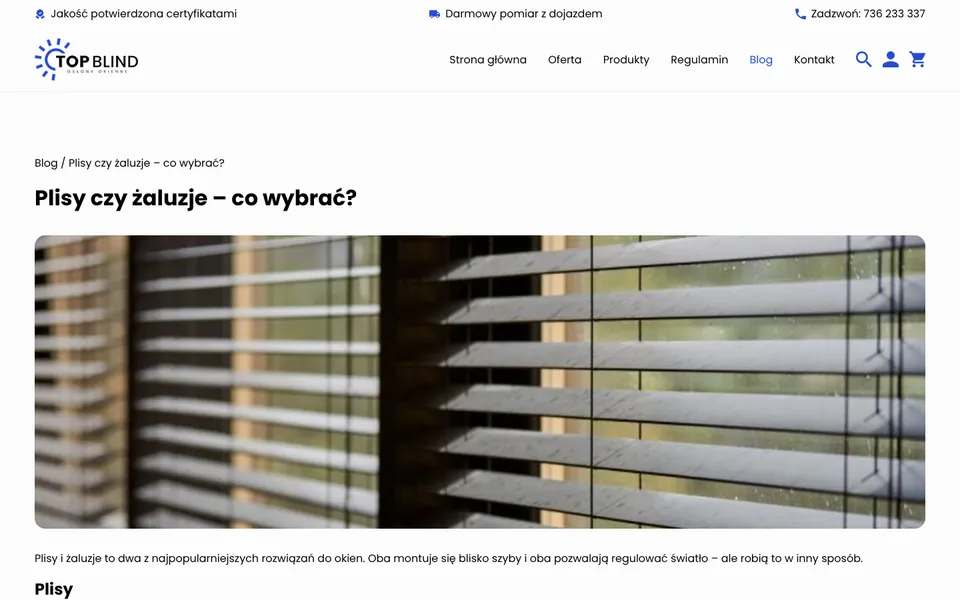 Jakość potwierdzona certyfikatami
Darmowy pomiar z dojazdem
Zadzwoń: 736 233 337
TOP BLIND
OSŁONY OKIENNE
Strona główna
Oferta
Produkty
Regulamin
Blog
Kontakt
Blog / Plisy czy żaluzje – co wybrać?
Plisy czy żaluzje – co wybrać?
Plisy i żaluzje to dwa z najpopularniejszych rozwiązań do okien. Oba montuje się blisko szyby i oba pozwalają regulować światło – ale robią to w inny sposób.
Plisy